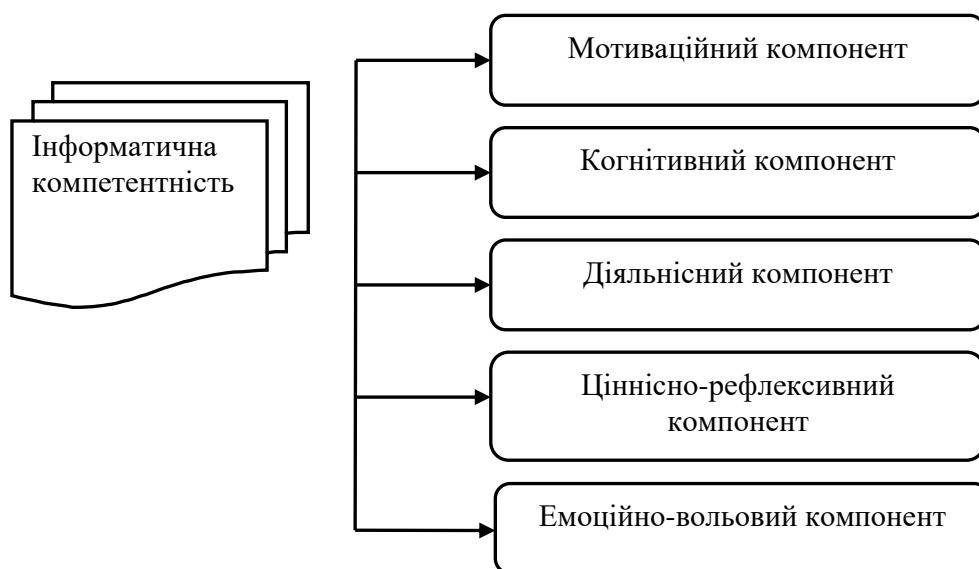 Інформатична
компетентність
Мотиваційний компонент
Когнітивний компонент
Діяльнісний компонент
Ціннісно-рефлексивний
компонент
Емоційно-вольовий компонент